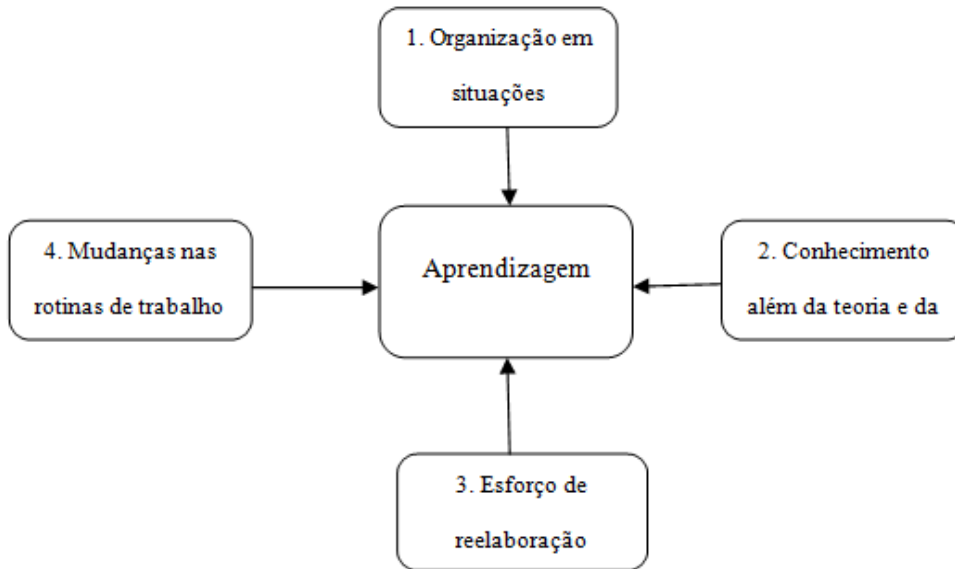 1. Organização em
situações
Aprendizagem
4. Mudanças nas
rotinas de trabalho
2. Conhecimento
além da teoria e da
3. Esforço de
reelaboração